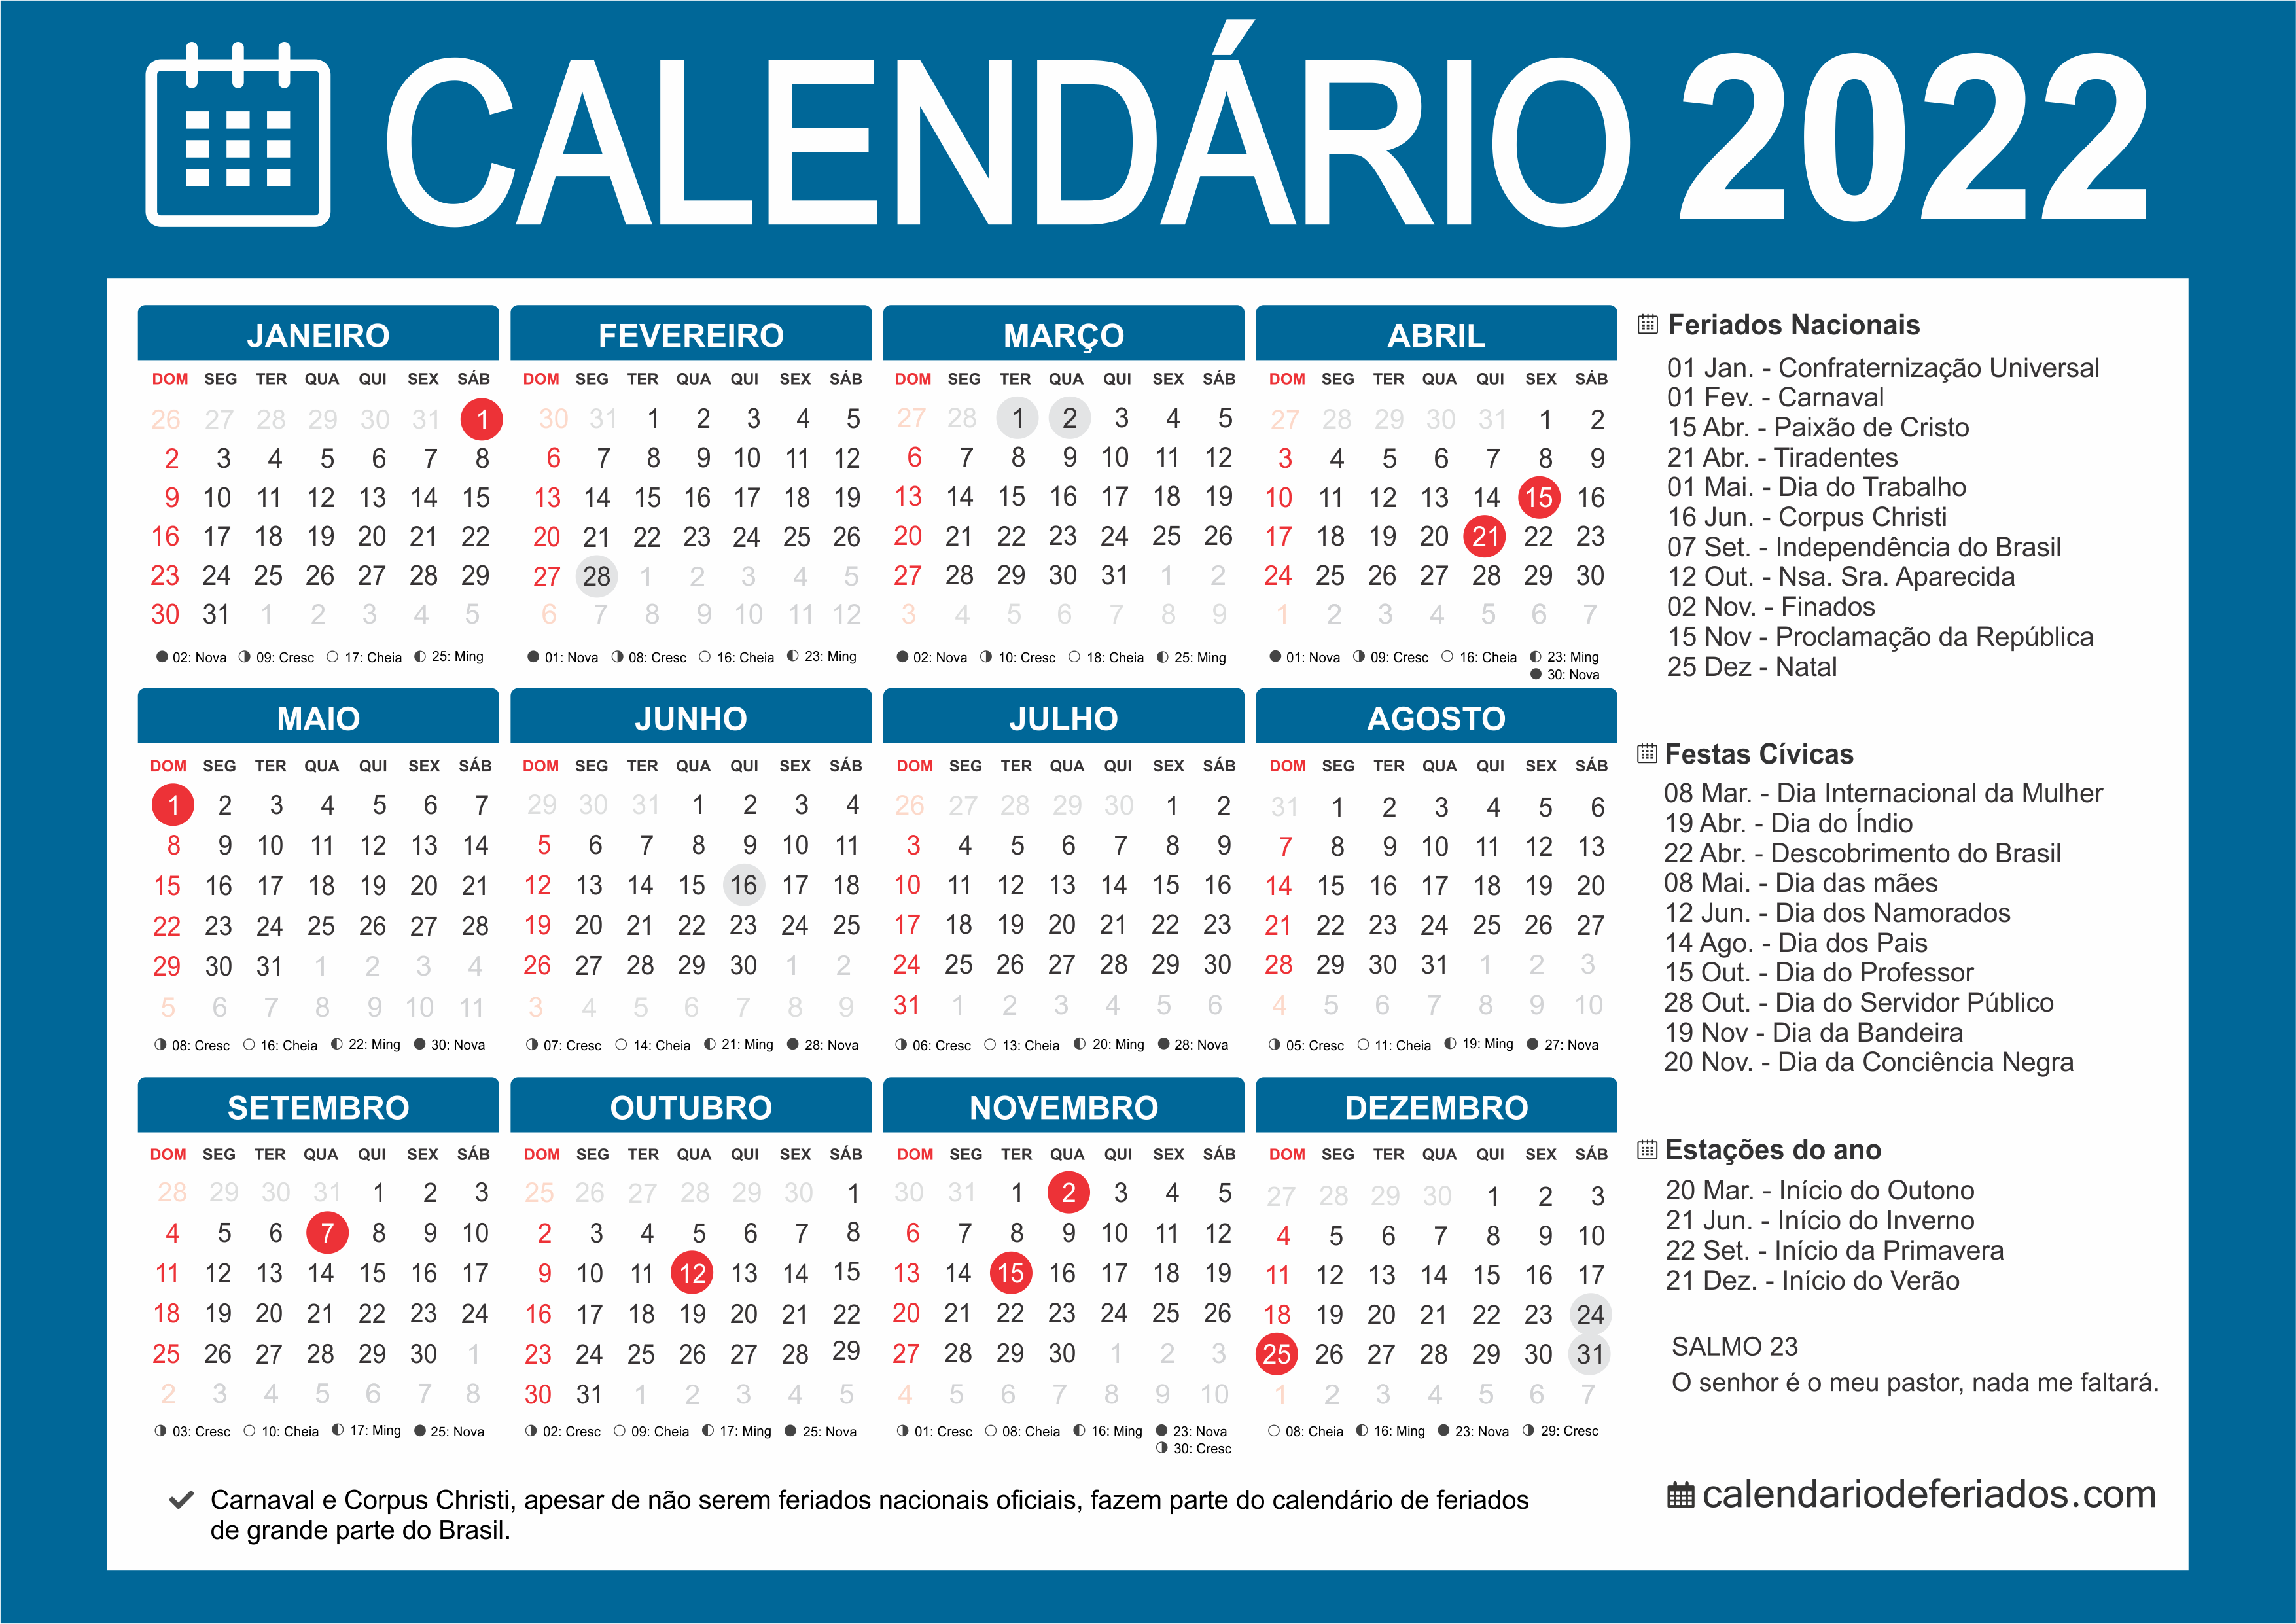 CALENDÁRIO 2022
JANEIRO
DOM SEG TER QUA QUI SEX SÁB
26 27 28 29 30 31 1
2 3 4 5 6 7 8
9 10 11 12 13 14 15
16 17 18 19 20 21 22
23 24 25 26 27 28 29
30 31 1 2 3 4 5
02: Nova 09: Cresc 17: Cheia 25: Ming
FEVEREIRO
DOM SEG TER QUA QUI SEX SÁB
30 31 1 2 3 4 5
6 7 8 9 10 11 12
13 14 15 16 17 18 19
20 21 22 23 24 25 26
27 28 1 2 3 4 5
6 7 8 9 10 11 12
01: Nova 08: Cresc 16: Cheia 23: Ming
MARÇO
DOM SEG TER QUA QUI SEX SÁB
27 28 1 2 3 4 5
6 7 8 9 10 11 12
13 14 15 16 17 18 19
20 21 22 23 24 25 26
27 28 29 30 31 1 2
3 4 5 6 7 8 9
02: Nova 10: Cresc 18: Cheia 25: Ming
ABRIL
DOM SEG TER QUA QUI SEX SÁB
27 28 29 30 31 1 2
3 4 5 6 7 8 9
10 11 12 13 14 15 16
17 18 19 20 21 22 23
24 25 26 27 28 29 30
1 2 3 4 5 6 7
01: Nova 09: Cresc 16: Cheia 23: Ming
30: Nova
MAIO
DOM SEG TER QUA QUI SEX SÁB
1 2 3 4 5 6 7
8 9 10 11 12 13 14
15 16 17 18 19 20 21
22 23 24 25 26 27 28
29 30 31 1 2 3 4
5 6 7 8 9 10 11
08: Cresc 16: Cheia 22: Ming 30: Nova
JUNHO
DOM SEG TER QUA QUI SEX SÁB
29 30 31 1 2 3 4
5 6 7 8 9 10 11
12 13 14 15 16 17 18
19 20 21 22 23 24 25
26 27 28 29 30 1 2
3 4 5 6 7 8 9
07: Cresc 14: Cheia 21: Ming 28: Nova
JULHO
DOM SEG TER QUA QUI SEX SÁB
26 27 28 29 30 1 2
3 4 5 6 7 8 9
10 11 12 13 14 15 16
17 18 19 20 21 22 23
24 25 26 27 28 29 30
31 1 2 3 4 5 6
06: Cresc 13: Cheia 20: Ming 28: Nova
AGOSTO
DOM SEG TER QUA QUI SEX SÁB
31 1 2 3 4 5 6
7 8 9 10 11 12 13
14 15 16 17 18 19 20
21 22 23 24 25 26 27
28 29 30 31 1 2 3
4 5 6 7 8 9 10
05: Cresc 11: Cheia 19: Ming 27: Nova
SETEMBRO
DOM SEG TER QUA QUI SEX SÁB
28 29 30 31 1 2 3
4 5 6 7 8 9 10
11 12 13 14 15 16 17
18 19 20 21 22 23 24
25 26 27 28 29 30 1
2 3 4 5 6 7 8
03: Cresc 10: Cheia 17: Ming 25: Nova
OUTUBRO
DOM SEG TER QUA QUI SEX SÁB
25 26 27 28 29 30 1
2 3 4 5 6 7 8
9 10 11 12 13 14 15
16 17 18 19 20 21 22
23 24 25 26 27 28 29
30 31 1 2 3 4 5
02: Cresc 09: Cheia 17: Ming 25: Nova
NOVEMBRO
DOM SEG TER QUA QUI SEX SÁB
30 31 1 2 3 4 5
6 7 8 9 10 11 12
13 14 15 16 17 18 19
20 21 22 23 24 25 26
27 28 29 30 1 2 3
4 5 6 7 8 9 10
01: Cresc 08: Cheia 16: Ming 23: Nova
30: Cresc
DEZEMBRO
DOM SEG TER QUA QUI SEX SÁB
27 28 29 30 1 2 3
4 5 6 7 8 9 10
11 12 13 14 15 16 17
18 19 20 21 22 23 24
25 26 27 28 29 30 31
1 2 3 4 5 6 7
08: Cheia 16: Ming 23: Nova 29: Cresc
Feriados Nacionais
01 Jan. - Confraternização Universal
01 Fev. - Carnaval
15 Abr. - Paixão de Cristo
21 Abr. - Tiradentes
01 Mai. - Dia do Trabalho
16 Jun. - Corpus Christi
07 Set. - Independência do Brasil
12 Out. - Nsa. Sra. Aparecida
02 Nov. - Finados
15 Nov - Proclamação da República
25 Dez - Natal
Festas Cívicas
08 Mar. - Dia Internacional da Mulher
19 Abr. - Dia do Índio
22 Abr. - Descobrimento do Brasil
08 Mai. - Dia das mães
12 Jun. - Dia dos Namorados
14 Ago. - Dia dos Pais
15 Out. - Dia do Professor
28 Out. - Dia do Servidor Público
19 Nov - Dia da Bandeira
20 Nov. - Dia da Conciência Negra
Estações do ano
20 Mar. - Início do Outono
21 Jun. - Início do Inverno
22 Set. - Início da Primavera
21 Dez. - Início do Verão
SALMO 23
O senhor é o meu pastor, nada me faltará.
Carnaval e Corpus Christi, apesar de não serem feriados nacionais oficiais, fazem parte do calendário de feriados
de grande parte do Brasil.
calendariodeferiados.com